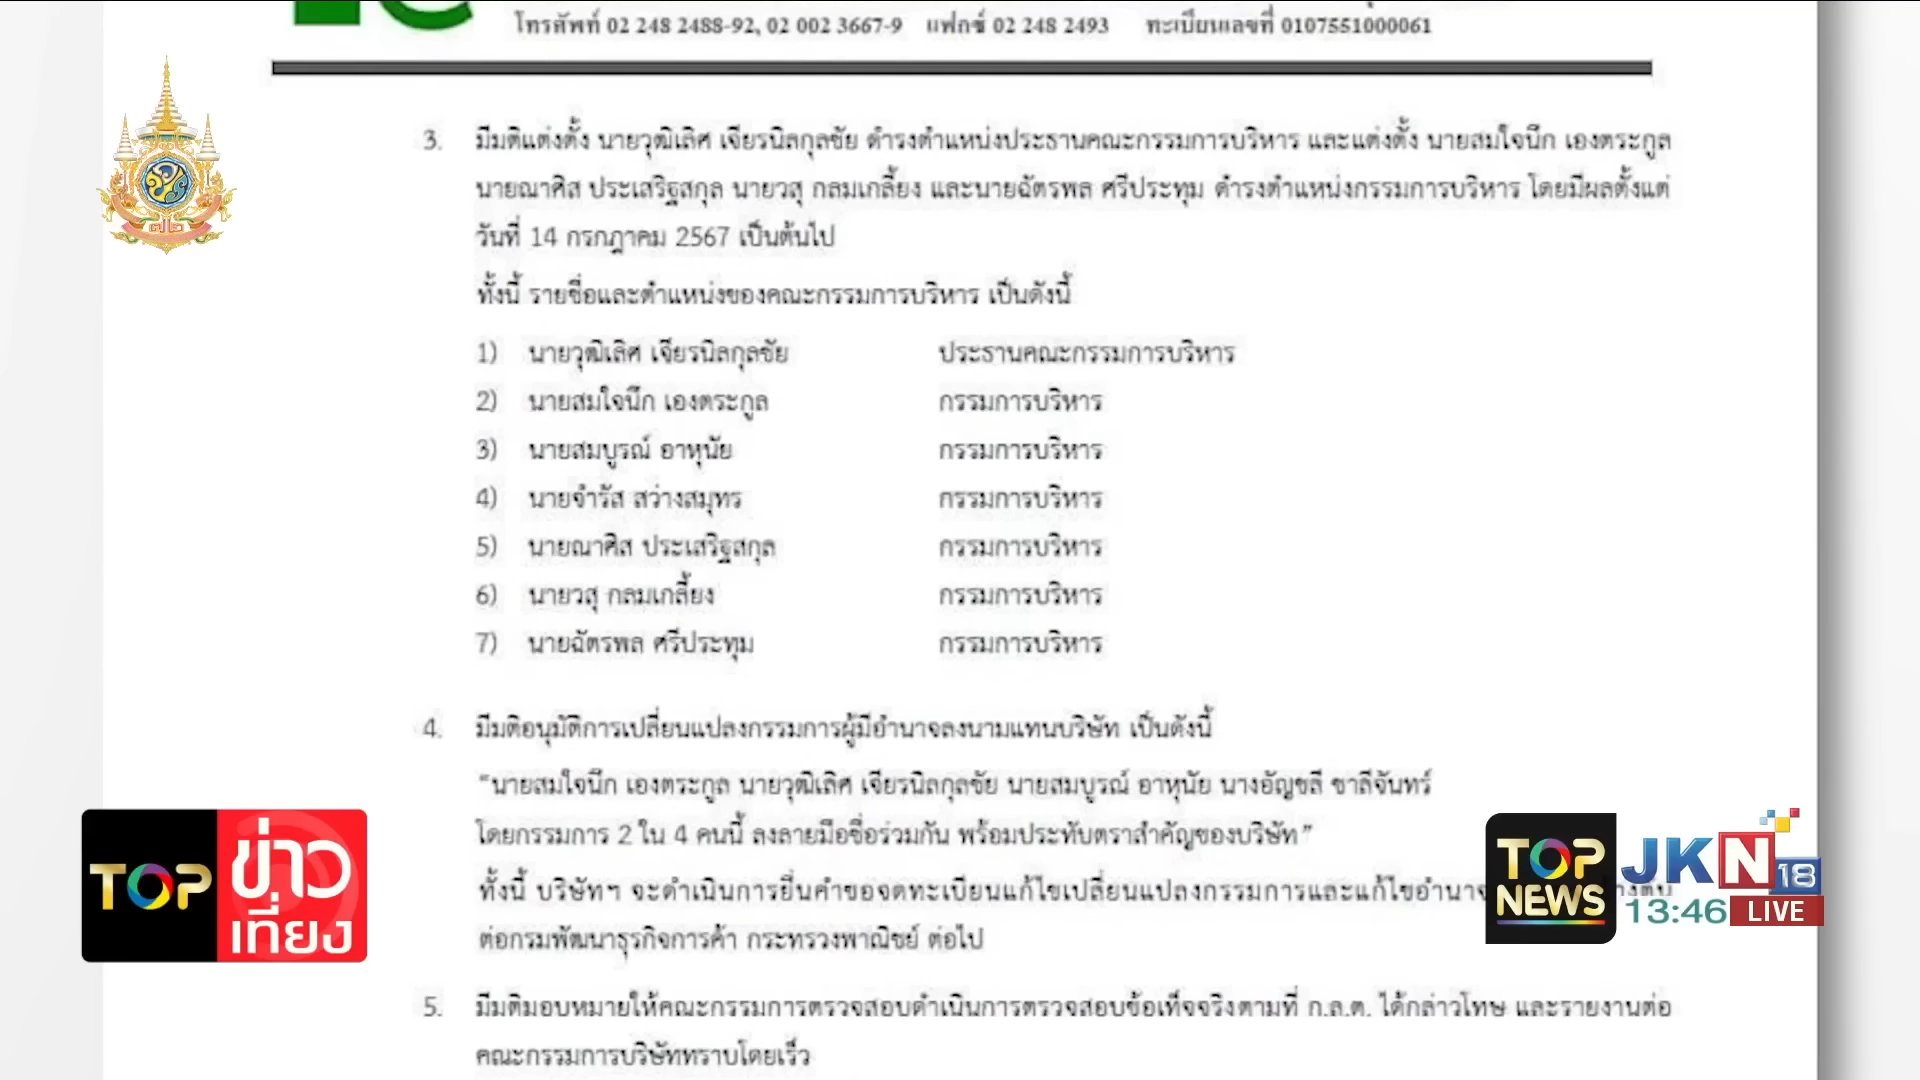 โทรศัพท์ 02 248 2488-92, 02 002 3667-9 แฟกซ์ 02 248 2493 ทะเบียนเลขที่ 0107551000061
3. มีมติแต่งตั้ง นายวุฒิเลิศ เจียรนิลกุลชัย ดำรงตำแหน่งประธานคณะกรรมการบริหาร และแต่งตั้ง นายสมใจนึก เองตระกูล
นายณาศิส ประเสริฐสกุล นายวสุ กลมเกลี้ยง และนายฉัตรพล ศรีประทุม ดำรงตำแหน่งกรรมการบริหาร โดยมีผลตั้งแต่
วันที่ 14 กรกฎาคม 2567 เป็นต้นไป
ทั้งนี้ รายชื่อและตำแหน่งของคณะกรรมการบริหาร เป็นดังนี้
1) นายวุฒิเลิศ เจียรนิลกุลชัย ประธานคณะกรรมการบริหาร
2) นายสมใจนึก เองตระกูล กรรมการบริหาร
3) นายสมบูรณ์ อาหุนัย กรรมการบริหาร
4) นายจำรัส สว่างสมุทร กรรมการบริหาร
5) นายณาศิส ประเสริฐสกุล กรรมการบริหาร
6) นายวสุ กลมเกลี้ยง กรรมการบริหาร
7) นายฉัตรพล ศรีประทุม กรรมการบริหาร
4. มีมติอนุมัติการเปลี่ยนแปลงกรรมการผู้มีอำนาจลงนามแทนบริษัท เป็นดังนี้
"นายสมใจนึก เองตระกูล นายวุฒิเลิศ เจียรนิลกุลชัย นายสมบูรณ์ อาหุนัย นางอัญชลี ชาลีจันทร์
โดยกรรมการ 2 ใน 4 คนนี้ ลงลายมือชื่อร่วมกัน พร้อมประทับตราสำคัญของบริษัท"
ทั้งนี้ บริษัทฯ จะดำเนินการยื่นคำขอจดทะเบียนแก้ไขเปลี่ยนแปลงกรรมการและแก้ไขอำนาจ
ต่อกรมพัฒนาธุรกิจการค้า กระทรวงพาณิชย์ ต่อไป
5. มีมติมอบหมายให้คณะกรรมการตรวจสอบดำเนินการตรวจสอบข้อเท็จจริงตามที่ ก.ล.ต. ได้กล่าวโทษ และรายงานต่อ
คณะกรรมการบริษัททราบโดยเร็ว
TOP ข่าว
เที่ยง
TOP
NEWS
JKN 18
13:46 LIVE
๗๒